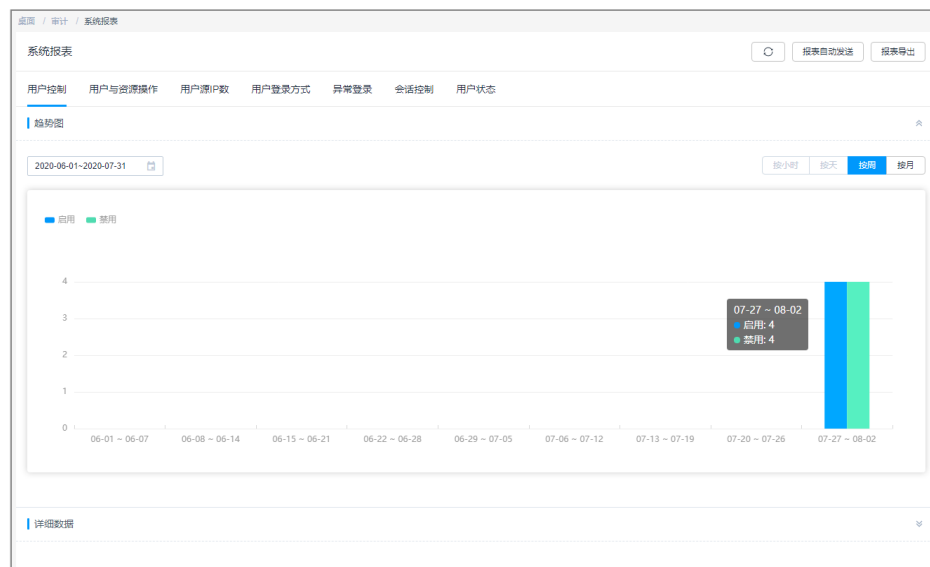 桌面 / 审计 / 系统报表
系统报表
报表自动发送 报表导出
用户控制 用户与资源操作 用户源IP数 用户登录方式 异常登录 会话控制 用户状态
趋势图
2020-06-01~2020-07-31
按小时 按天 按周 按月
启用 禁用
4
3
2
1
0
07-27 ~ 08-02
启用: 4
禁用: 4
06-01 ~ 06-07 06-08 ~ 06-14 06-15 ~ 06-21 06-22 ~ 06-28 06-29 ~ 07-05 07-06 ~ 07-12 07-13 ~ 07-19 07-20 ~ 07-26 07-27 ~ 08-02
详细数据